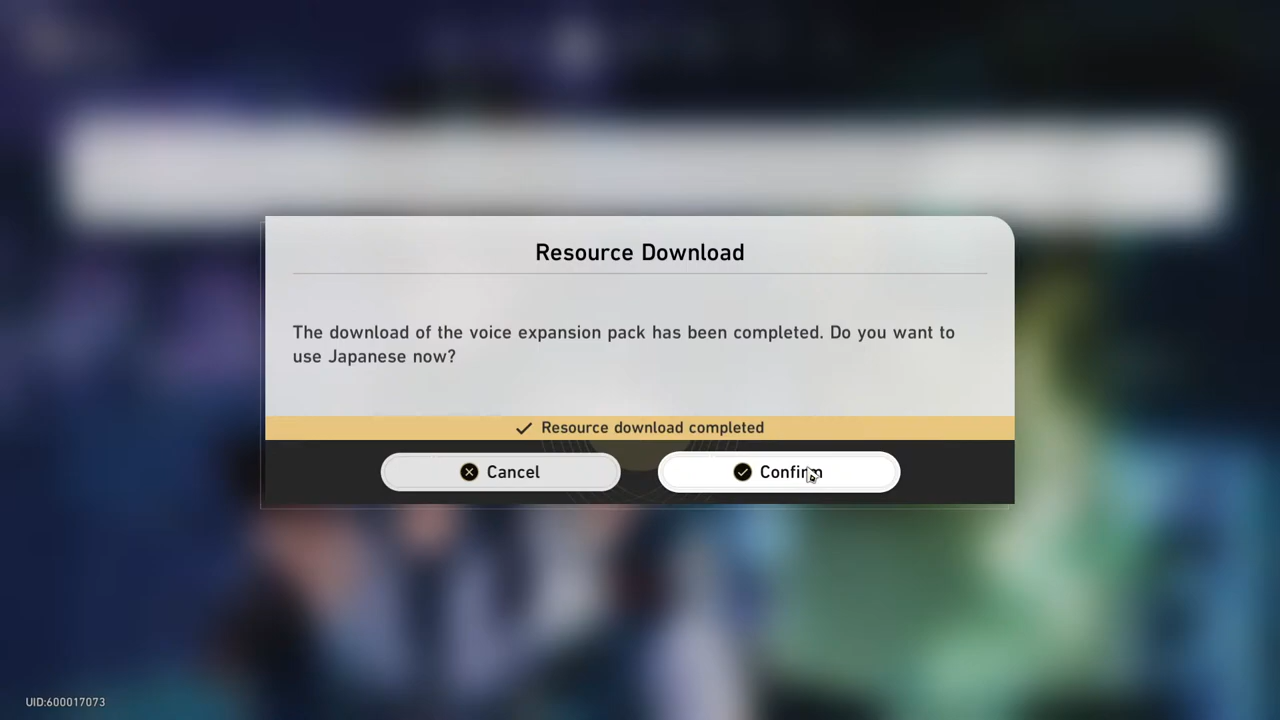 Resource Download
The download of the voice expansion pack has been completed. Do you want to
use Japanese now?
Resource download completed
Cancel
Confirm
UID:600017073